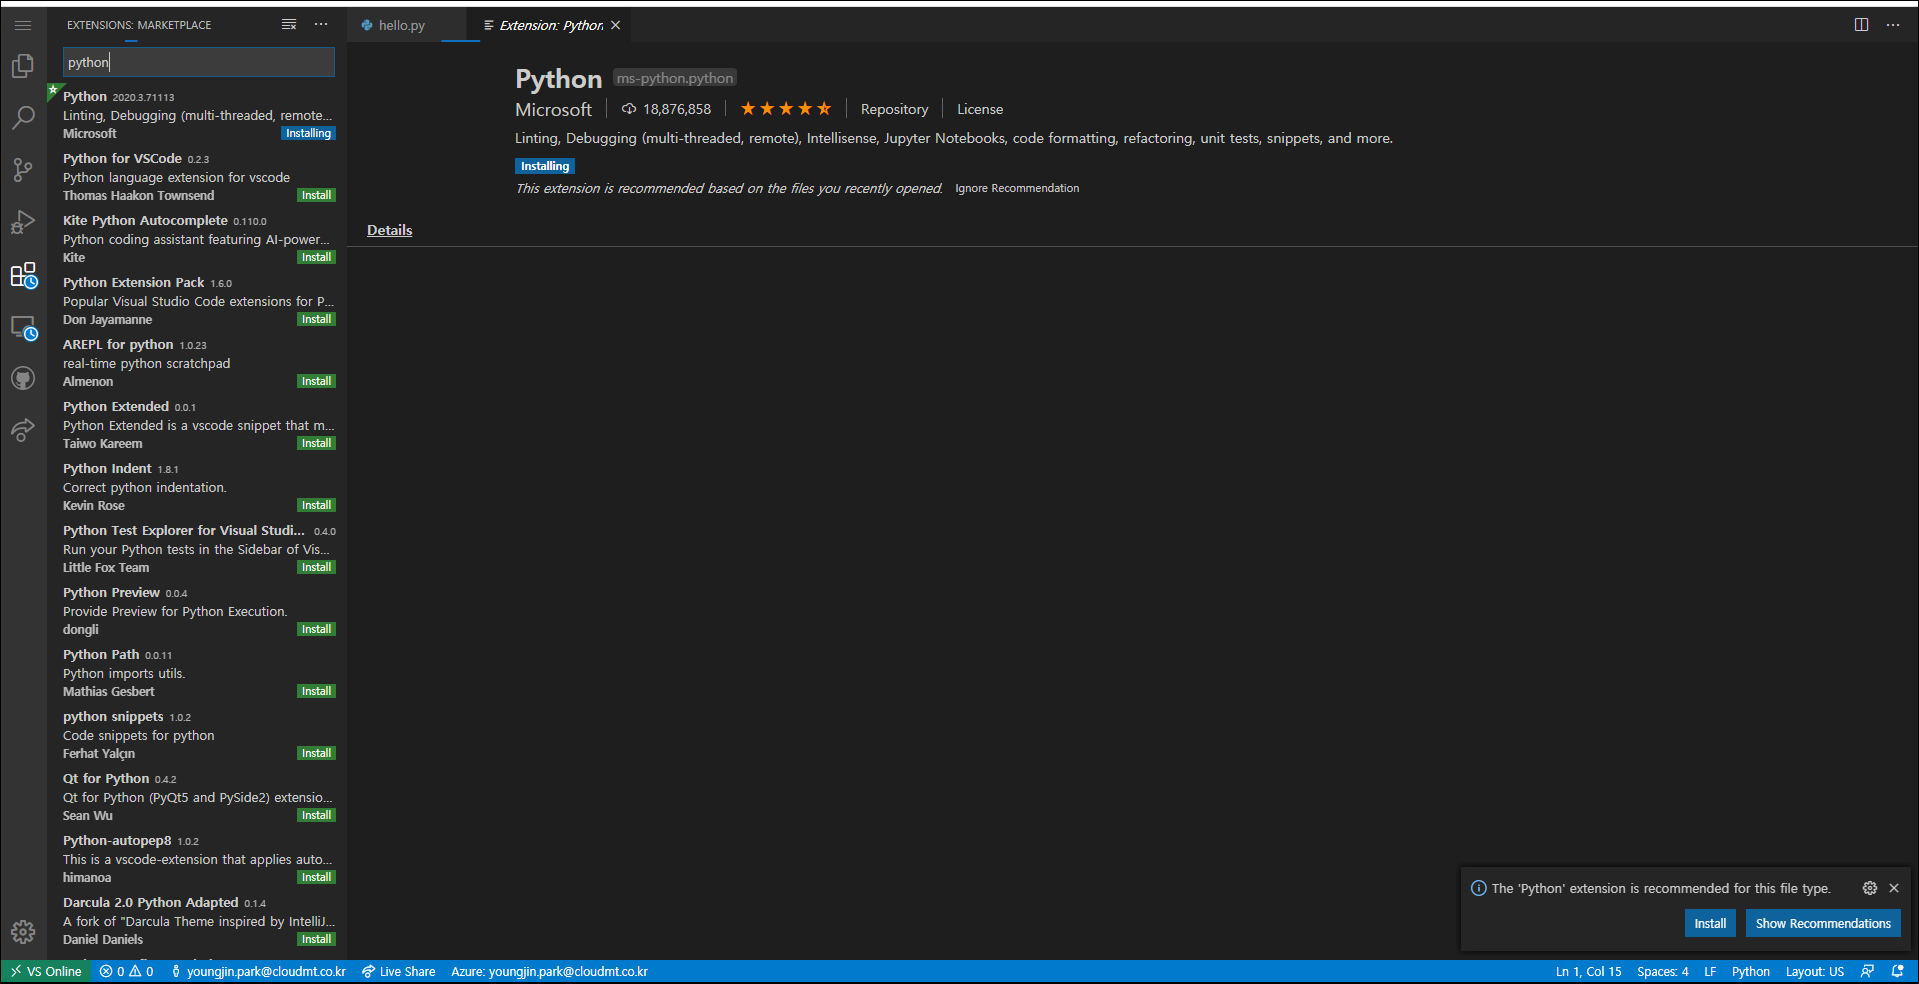 EXTENSIONS: MARKETPLACE
python
Python 2020.3.71113
Linting, Debugging (multi-threaded, remote...
Microsoft Installing
Python for VSCode 0.2.3
Python language extension for vscode
Thomas Haakon Townsend Install
Kite Python Autocomplete 0.110.0
Python coding assistant featuring AI-power...
Kite Install
Python Extension Pack 1.6.0
Popular Visual Studio Code extensions for P...
Don Jayamanne Install
AREPL for python 1.0.23
real-time python scratchpad
Almenon Install
Python Extended 0.0.1
Python Extended is a vscode snippet that m...
Taiwo Kareem Install
Python Indent 1.8.1
Correct python indentation.
Kevin Rose Install
Python Test Explorer for Visual Studi... 0.4.0
Run your Python tests in the Sidebar of Vis...
Little Fox Team Install
Python Preview 0.0.4
Provide Preview for Python Execution.
dongli Install
Python Path 0.0.11
Python imports utils.
Mathias Gesbert Install
python snippets 1.0.2
Code snippets for python
Ferhat Yalçın Install
Qt for Python 0.4.2
Qt for Python (PyQt5 and PySide2) extensio...
Sean Wu Install
Python-autopep8 1.0.2
This is a vscode-extension that applies auto...
himanoa Install
Darcula 2.0 Python Adapted 0.1.4
A fork of "Darcula Theme inspired by IntelliJ...
Daniel Daniels Install
hello.py Extension: Python
Python ms-python.python
Microsoft 18,876,858 Repository License
Linting, Debugging (multi-threaded, remote), Intellisense, Jupyter Notebooks, code formatting, refactoring, unit tests, snippets, and more.
Installing
This extension is recommended based on the files you recently opened. Ignore Recommendation
Details
The 'Python' extension is recommended for this file type.
Install Show Recommendations
VS Online 0 0 youngjin.park@cloudmt.co.kr Live Share Azure: youngjin.park@cloudmt.co.kr Ln 1, Col 15 Spaces: 4 LF Python Layout: US